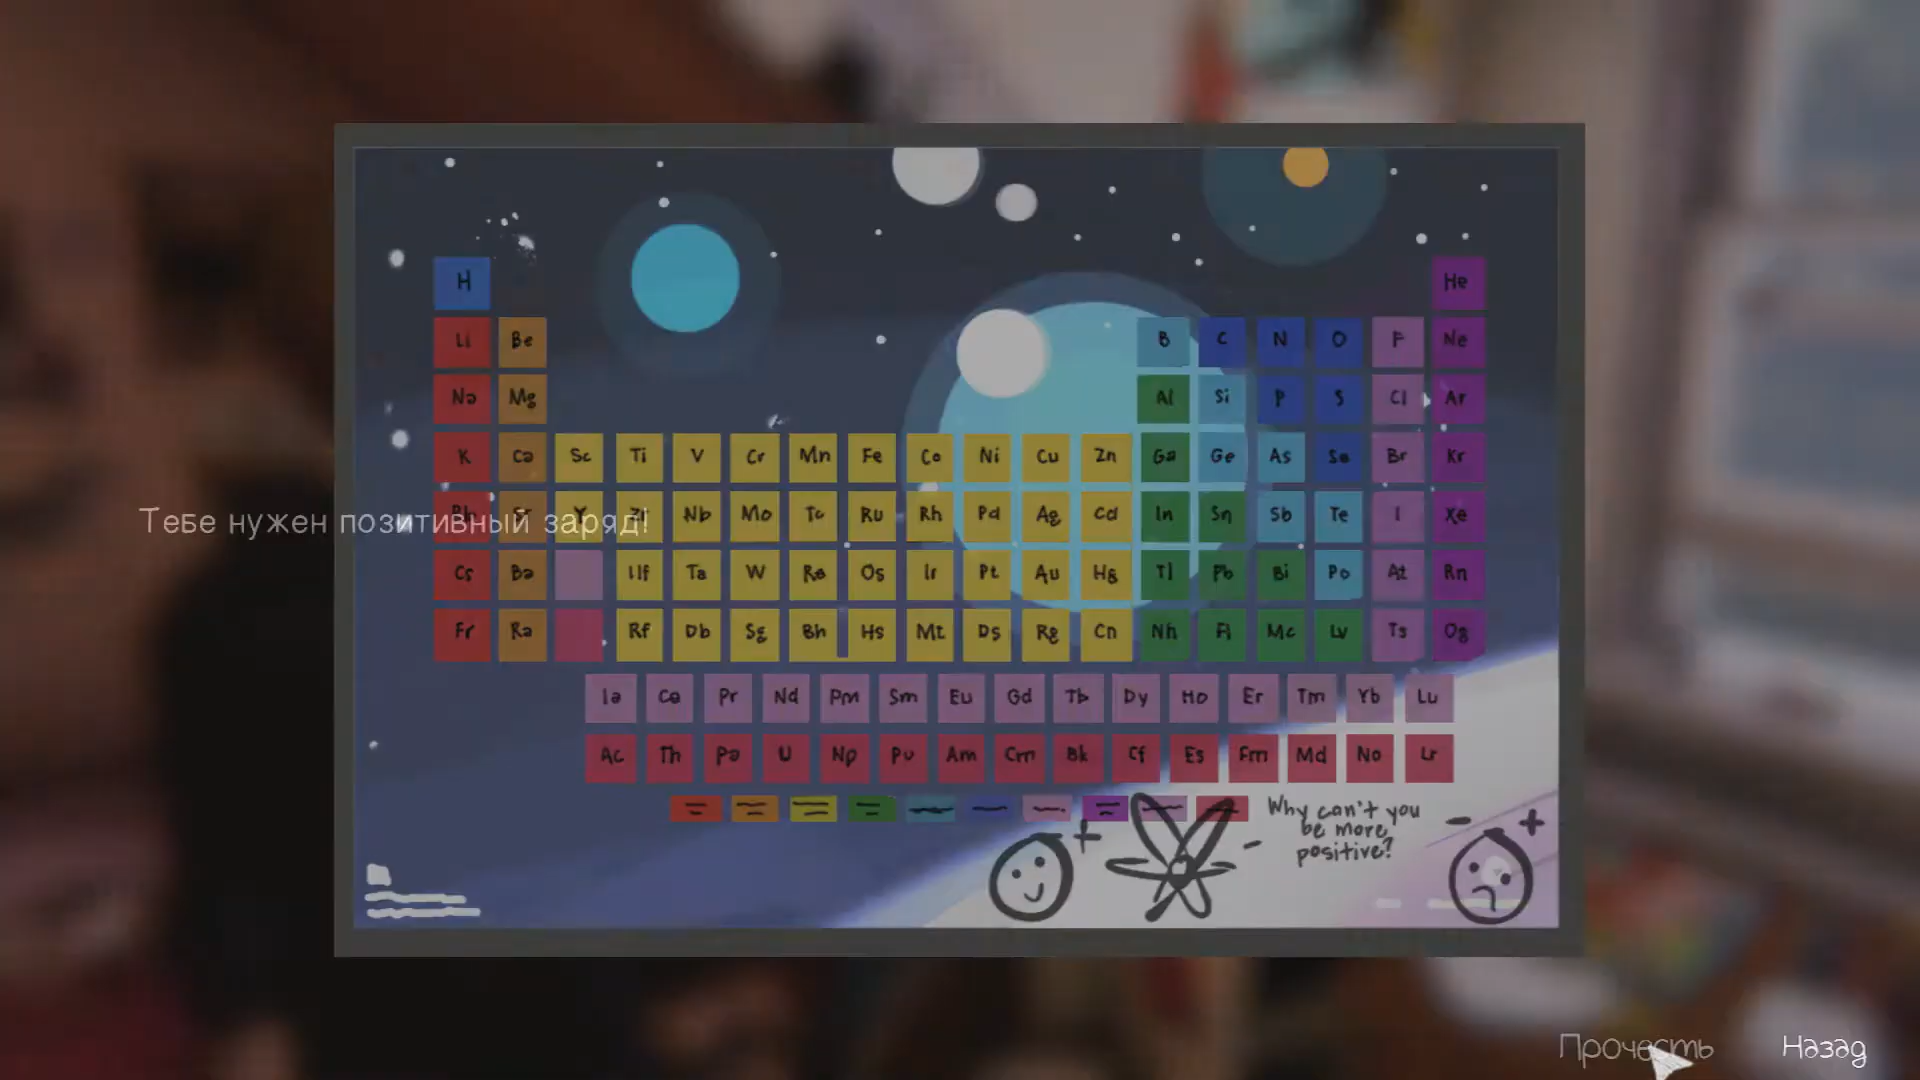 H He
Li Be B C N O F Ne
Na Mg Al Si P S Cl Ar
K Ca Sc Ti V Cr Mn Fe Co Ni Cu Zn Ga Ge As Se Br Kr
Тебе нужен позитивный заряд!
Y Nb Mo Tc Ru Rh Pd Ag Cd In Sn Sb Te I Xe
Cs Ba Hf Ta W Re Os Ir Pt Au Hg Tl Pb Bi Po At Rn
Fr Ra Rf Db Sg Bh Hs Mt Ds Rg Cn Nh Fl Mc Lv Ts Og
La Ce Pr Nd Pm Sm Eu Gd Tb Dy Ho Er Tm Yb Lu
Ac Th Pa U Np Pu Am Cm Bk Cf Es Fm Md No Lr
Why can't you
be more
positive?
+ - - +
Прочесть Назад